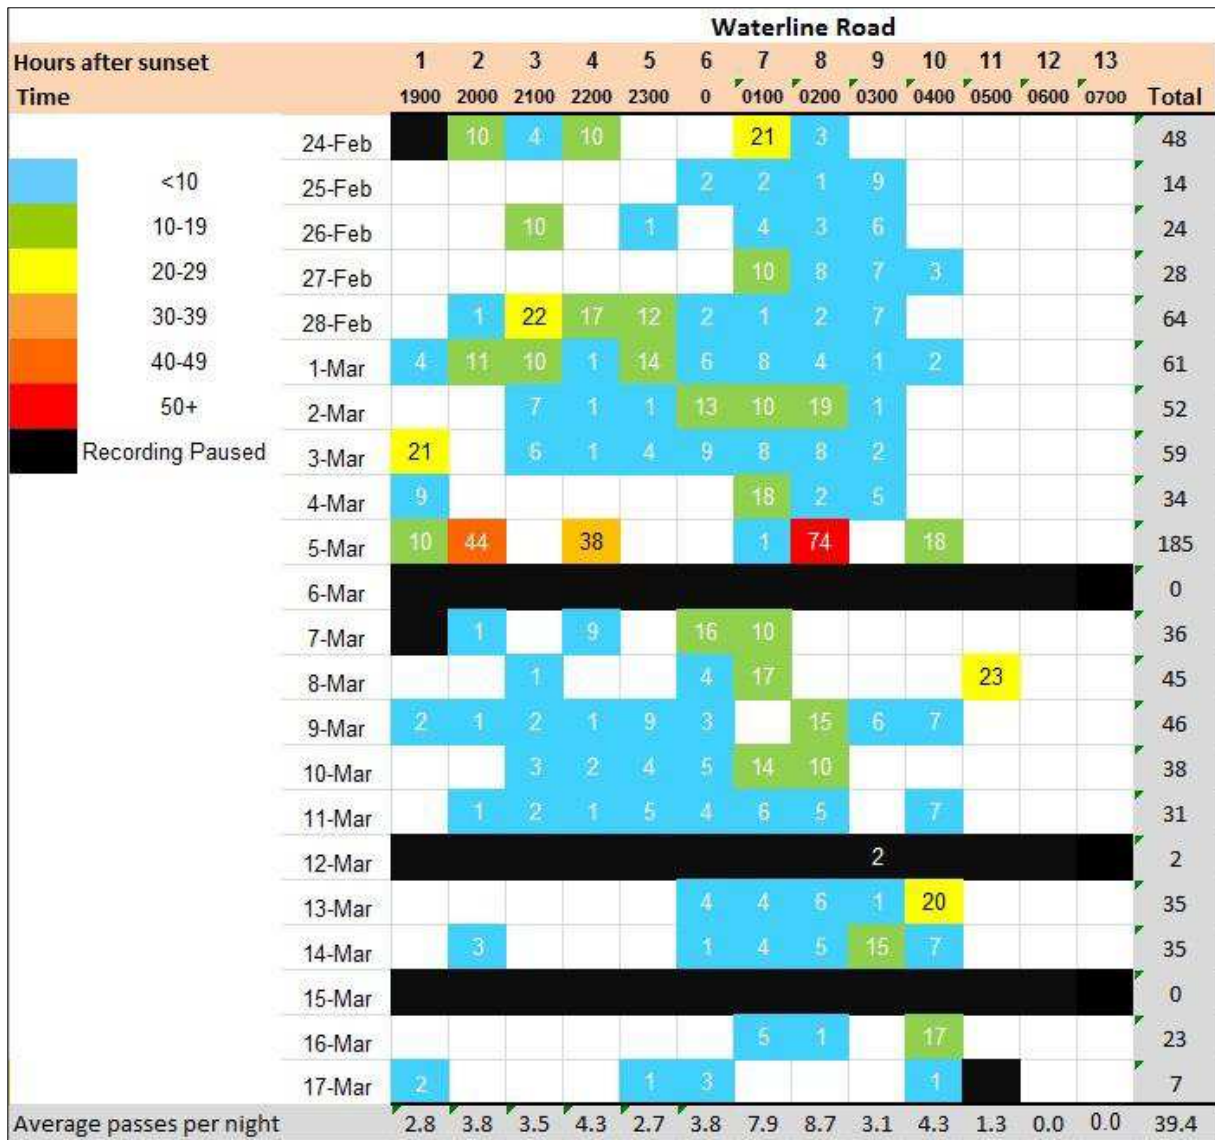 Waterline Road
Hours after sunset 1 2 3 4 5 6 7 8 9 10 11 12 13
Time 1900 2000 2100 2200 2300 0 0100 0200 0300 0400 0500 0600 0700 Total
24-Feb 10 4 10 21 3 48
<10 25-Feb 2 2 1 9 14
10-19 26-Feb 10 1 4 3 6 24
20-29 27-Feb 10 8 7 3 28
30-39 28-Feb 1 22 17 12 2 1 2 7 64
40-49 1-Mar 4 11 10 1 14 6 8 4 1 2 61
50+ 2-Mar 7 1 1 13 10 19 1 52
Recording Paused 3-Mar 21 6 1 4 9 8 8 2 59
4-Mar 9 18 2 5 34
5-Mar 10 44 38 1 74 18 185
6-Mar 0
7-Mar 1 9 16 10 36
8-Mar 1 4 17 23 45
9-Mar 2 1 2 1 9 3 15 6 7 46
10-Mar 3 2 4 5 14 10 38
11-Mar 1 2 1 5 4 6 5 7 31
12-Mar 2 2
13-Mar 4 4 6 1 20 35
14-Mar 3 1 4 5 15 7 35
15-Mar 0
16-Mar 5 1 17 23
17-Mar 2 1 3 1 7
Average passes per night 2.8 3.8 3.5 4.3 2.7 3.8 7.9 8.7 3.1 4.3 1.3 0.0 0.0 39.4